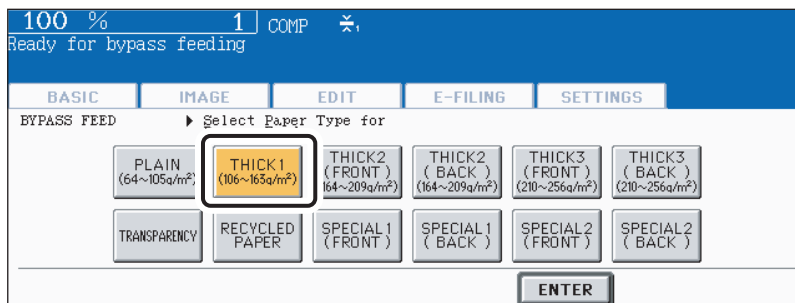 100 % 1 COMP
Ready for bypass feeding
BASIC IMAGE EDIT E-FILING SETTINGS
BYPASS FEED Select Paper Type for
PLAIN THICK1 THICK2 THICK2 THICK3 THICK3
(FRONT) (BACK) (FRONT) (BACK)
(64~105g/m²) (106~163g/m²) 164~209g/m²) (164~209g/m²) (210~256g/m²) (210~256g/m²)
TRANSPARENCY RECYCLED SPECIAL1 SPECIAL1 SPECIAL2 SPECIAL2
PAPER (FRONT) (BACK) (FRONT) (BACK)
ENTER